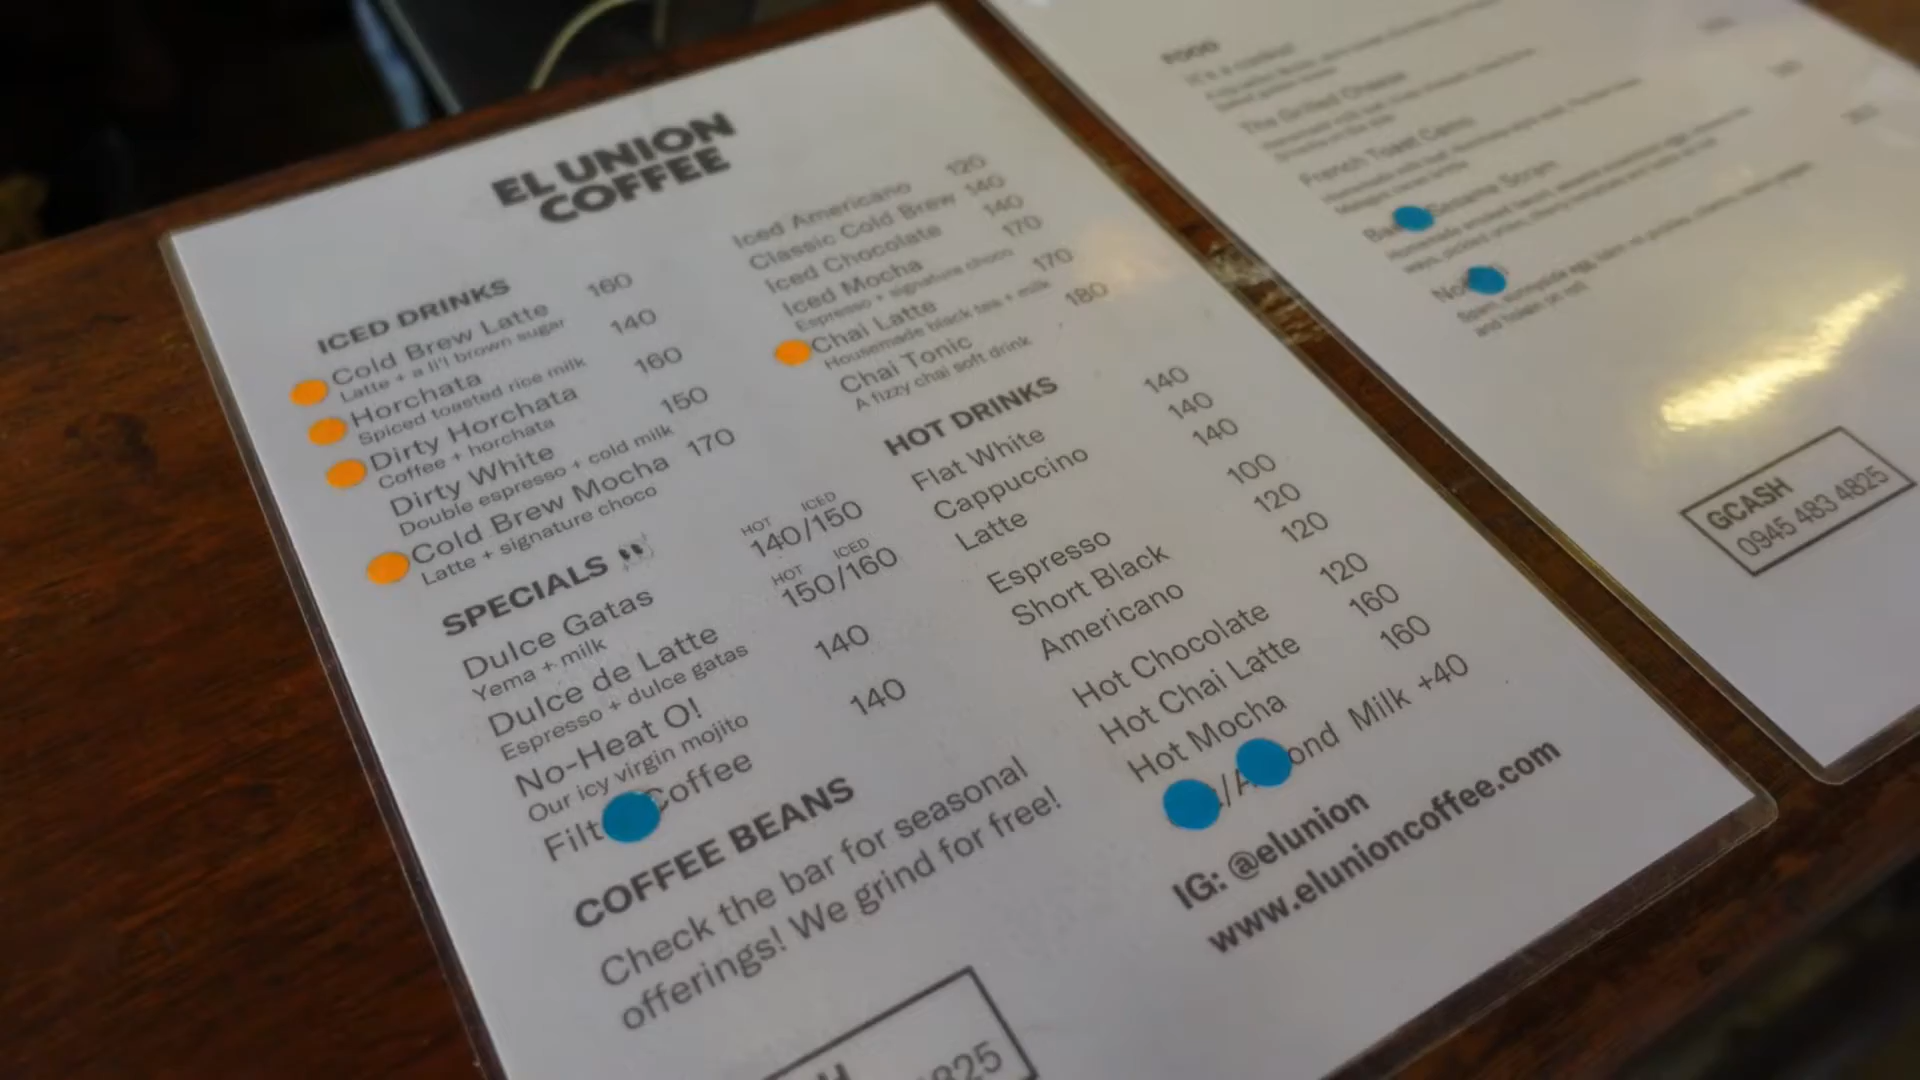 EL UNION
COFFEE
ICED DRINKS
Cold Brew Latte 160
Latte + a li'l brown sugar
Horchata 140
Spiced toasted rice milk
Dirty Horchata 160
Coffee + horchata
Dirty White 150
Double espresso + cold milk
Cold Brew Mocha 170
Latte + signature choco
SPECIALS
HOT ICED
Dulce Gatas 140/150
Yema + milk
HOT ICED
Dulce de Latte 150/160
Espresso + dulce gatas
No-Heat O! 140
Our icy virgin mojito
Filt Coffee 140
COFFEE BEANS
Check the bar for seasonal
offerings! We grind for free!
Iced Americano 120
Classic Cold Brew 140
Iced Chocolate 140
Iced Mocha 170
Espresso + signature choco
Chai Latte 170
Housemade black tea + milk
Chai Tonic 180
A fizzy chai soft drink
HOT DRINKS
Flat White 140
Cappuccino 140
Latte 140
Espresso 100
Short Black 120
Americano 120
Hot Chocolate 120
Hot Chai Latte 160
Hot Mocha 160
/A ond Milk +40
IG: @elunion
www.elunioncoffee.com
H
4825
FOOD
The Grilled Cheese
French Toast
GCASH
0945 483 4825